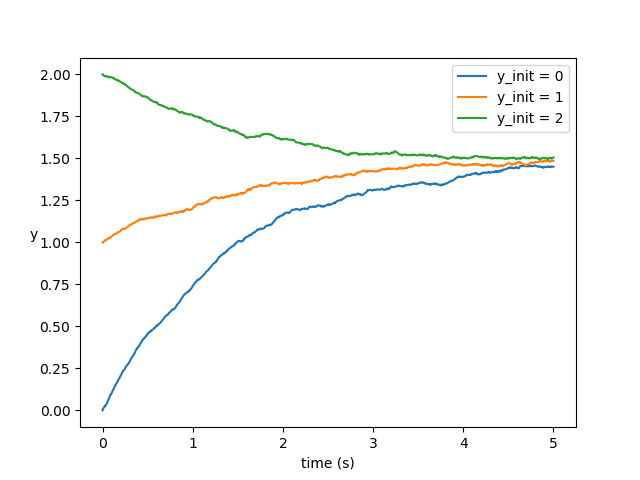 2.00
1.75
1.50
1.25
1.00
0.75
0.50
0.25
0.00
y
0 1 2 3 4 5
time (s)
y_init = 0
y_init = 1
y_init = 2